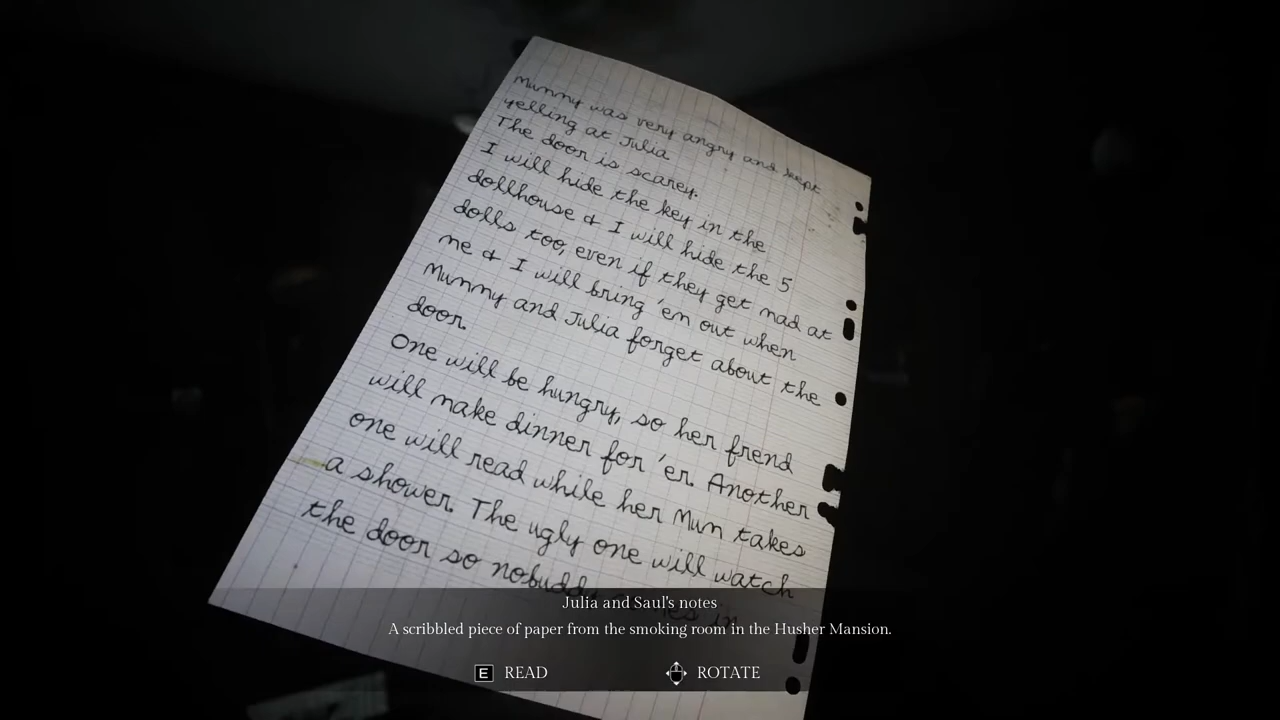 Mummy was very angry and kept
yelling at Julia
The door is scarey.
I will hide the key in the
dollhouse & I will hide the 5
dolls too, even if they get mad at
me & I will bring 'em out when
Mummy and Julia forget about the
door.
One will be hungry, so her frend
will make dinner for 'er. Another
one will read while her Mum takes
a shower. The ugly one will watch
the door so nobuddy in
Julia and Saul's notes
A scribbled piece of paper from the smoking room in the Husher Mansion.
E READ ROTATE